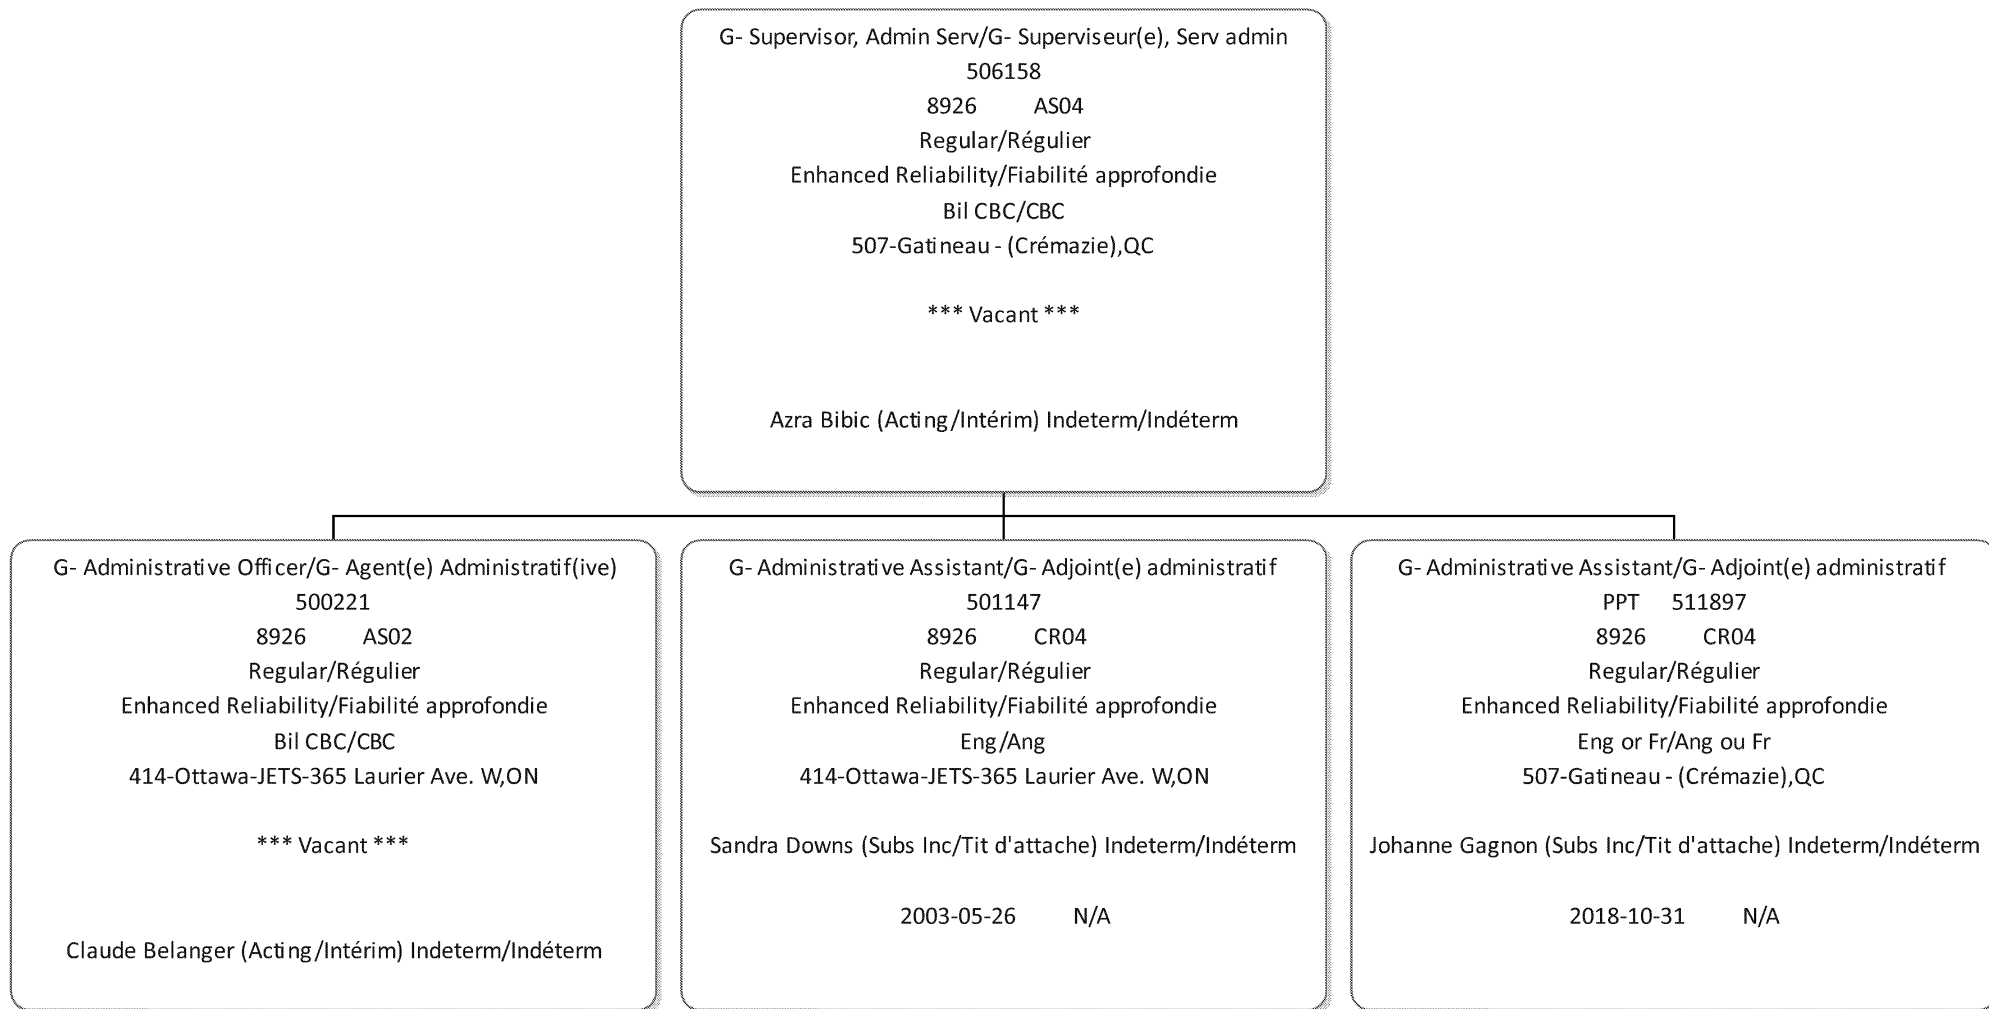 G- Supervisor, Admin Serv/G- Superviseur(e), Serv admin
506158
8926 AS04
Regular/Régulier
Enhanced Reliability/Fiabilité approfondie
Bil CBC/CBC
507-Gatineau - (Crémazie),QC
*** Vacant ***
Azra Bibic (Acting/Intérim) Indeterm/Indéterm
G- Administrative Officer/G- Agent(e) Administratif(ive)
500221
8926 AS02
Regular/Régulier
Enhanced Reliability/Fiabilité approfondie
Bil CBC/CBC
414-Ottawa-JETS-365 Laurier Ave. W,ON
*** Vacant ***
Claude Belanger (Acting/Intérim) Indeterm/Indéterm
G- Administrative Assistant/G- Adjoint(e) administratif
501147
8926 CR04
Regular/Régulier
Enhanced Reliability/Fiabilité approfondie
Eng/Ang
414-Ottawa-JETS-365 Laurier Ave. W,ON
Sandra Downs (Subs Inc/Tit d'attache) Indeterm/Indéterm
2003-05-26 N/A
G- Administrative Assistant/G- Adjoint(e) administratif
PPT 511897
8926 CR04
Regular/Régulier
Enhanced Reliability/Fiabilité approfondie
Eng or Fr/Ang ou Fr
507-Gatineau - (Crémazie),QC
Johanne Gagnon (Subs Inc/Tit d'attache) Indeterm/Indéterm
2018-10-31 N/A